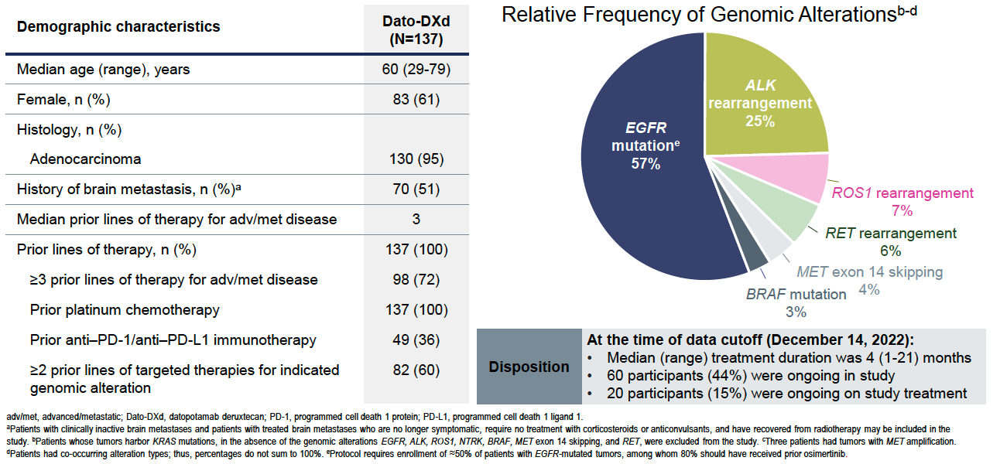 Demographic characteristics
Dato-DXd
(N=137)
Median age (range), years 60 (29-79)
Female, n (%) 83 (61)
Histology, n (%)
Adenocarcinoma 130 (95)
History of brain metastasis, n (%)ᵃ 70 (51)
Median prior lines of therapy for adv/met disease 3
Prior lines of therapy, n (%) 137 (100)
≥3 prior lines of therapy for adv/met disease 98 (72)
Prior platinum chemotherapy 137 (100)
Prior anti–PD-1/anti–PD-L1 immunotherapy 49 (36)
≥2 prior lines of targeted therapies for indicated
genomic alteration 82 (60)
Relative Frequency of Genomic Alterationsᵇ⁻ᵈ
ALK
rearrangement
25%
EGFR
mutationᵉ
57%
ROS1 rearrangement
7%
RET rearrangement
6%
MET exon 14 skipping
4%
BRAF mutation
3%
Disposition
At the time of data cutoff (December 14, 2022):
• Median (range) treatment duration was 4 (1-21) months
• 60 participants (44%) were ongoing in study
• 20 participants (15%) were ongoing on study treatment
adv/met, advanced/metastatic; Dato-DXd, datopotamab deruxtecan; PD-1, programmed cell death 1 protein; PD-L1, programmed cell death 1 ligand 1.
ᵃPatients with clinically inactive brain metastases and patients with treated brain metastases who are no longer symptomatic, require no treatment with corticosteroids or anticonvulsants, and have recovered from radiotherapy may be included in the
study. ᵇPatients whose tumors harbor KRAS mutations, in the absence of the genomic alterations EGFR, ALK, ROS1, NTRK, BRAF, MET exon 14 skipping, and RET, were excluded from the study. ᶜThree patients had tumors with MET amplification.
ᵈPatients had co-occurring alteration types; thus, percentages do not sum to 100%. ᵉProtocol requires enrollment of ≈50% of patients with EGFR-mutated tumors, among whom 80% should have received prior osimertinib.